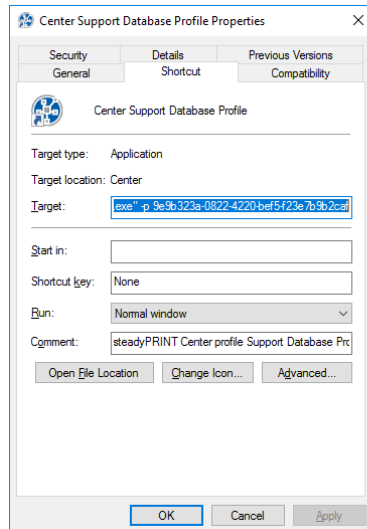 Center Support Database Profile Properties
Security Details Previous Versions
General Shortcut Compatibility
Center Support Database Profile
Target type: Application
Target location: Center
Target: exe" -p 9e9b323a-0822-4220-bef5-f23e7b9b2caf
Start in:
Shortcut key: None
Run: Normal window
Comment: steadyPRINT Center profile Support Database Pro
Open File Location Change Icon... Advanced...
OK Cancel Apply